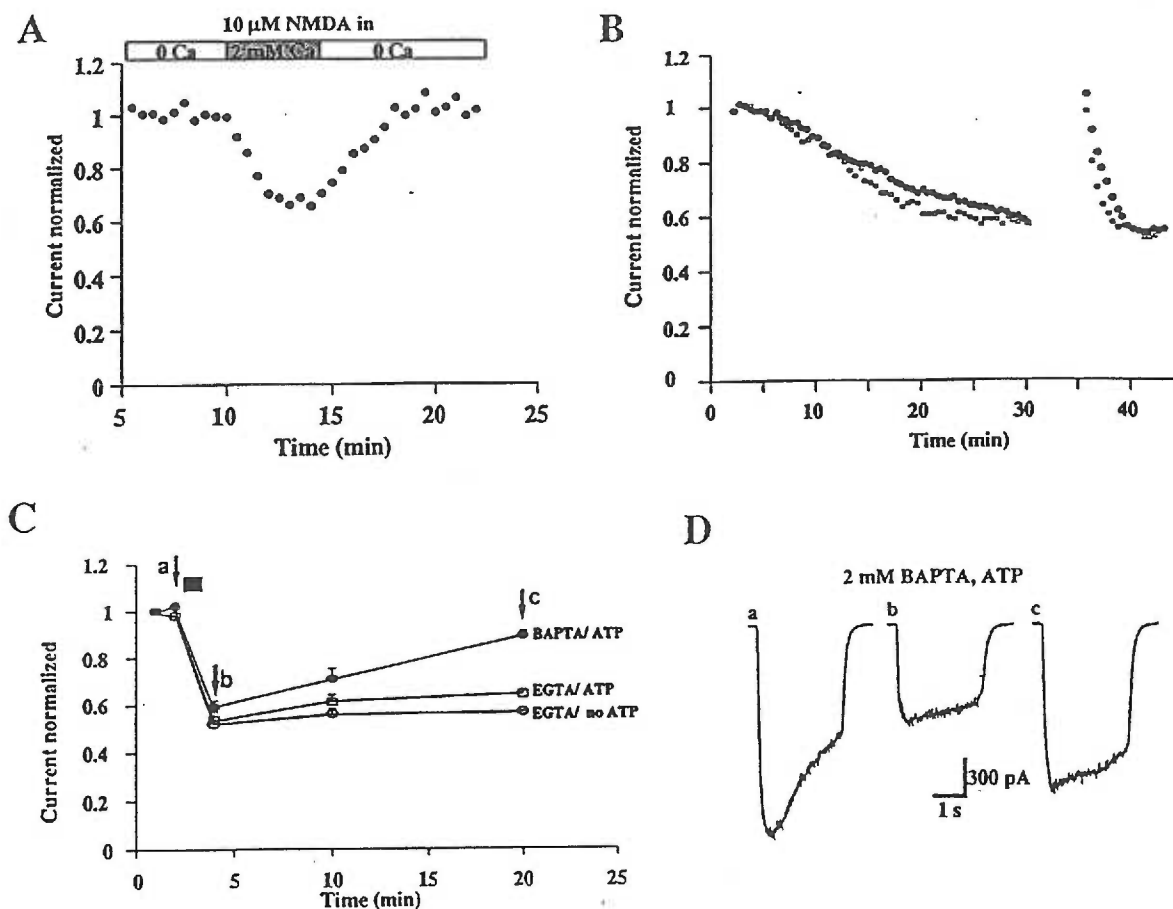 A
10 µM NMDA in
0 Ca 2 mM Ca 0 Ca
1.2
1
0.8
0.6
0.4
0.2
0
Current normalized
5 10 15 20 25
Time (min)
B
1.2
1
0.8
0.6
0.4
0.2
0
Current normalized
0 10 20 30 40
Time (min)
C
1.2
1
0.8
0.6
0.4
0.2
0
Current normalized
a
b
c
BAPTA/ ATP
EGTA/ ATP
EGTA/ no ATP
0 5 10 15 20 25
Time (min)
D
2 mM BAPTA, ATP
a b c
300 pA
1 s